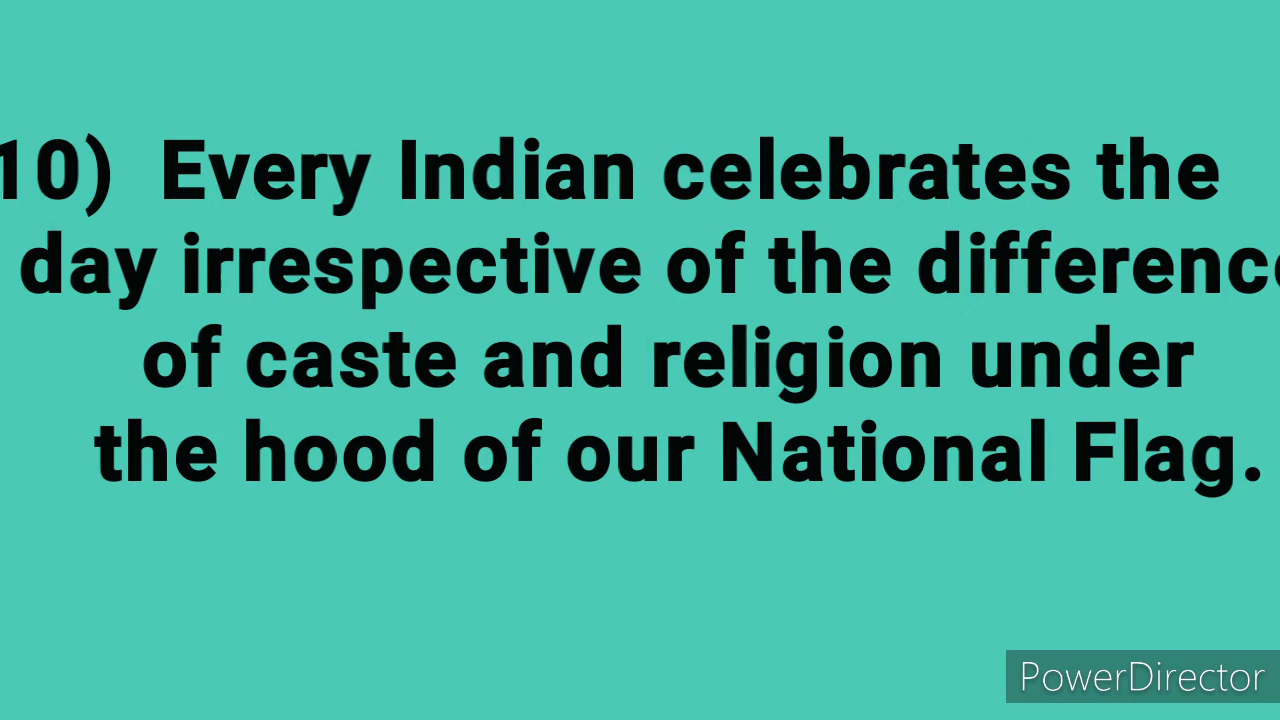 10) Every Indian celebrates the
day irrespective of the difference
of caste and religion under
the hood of our National Flag.
PowerDirector